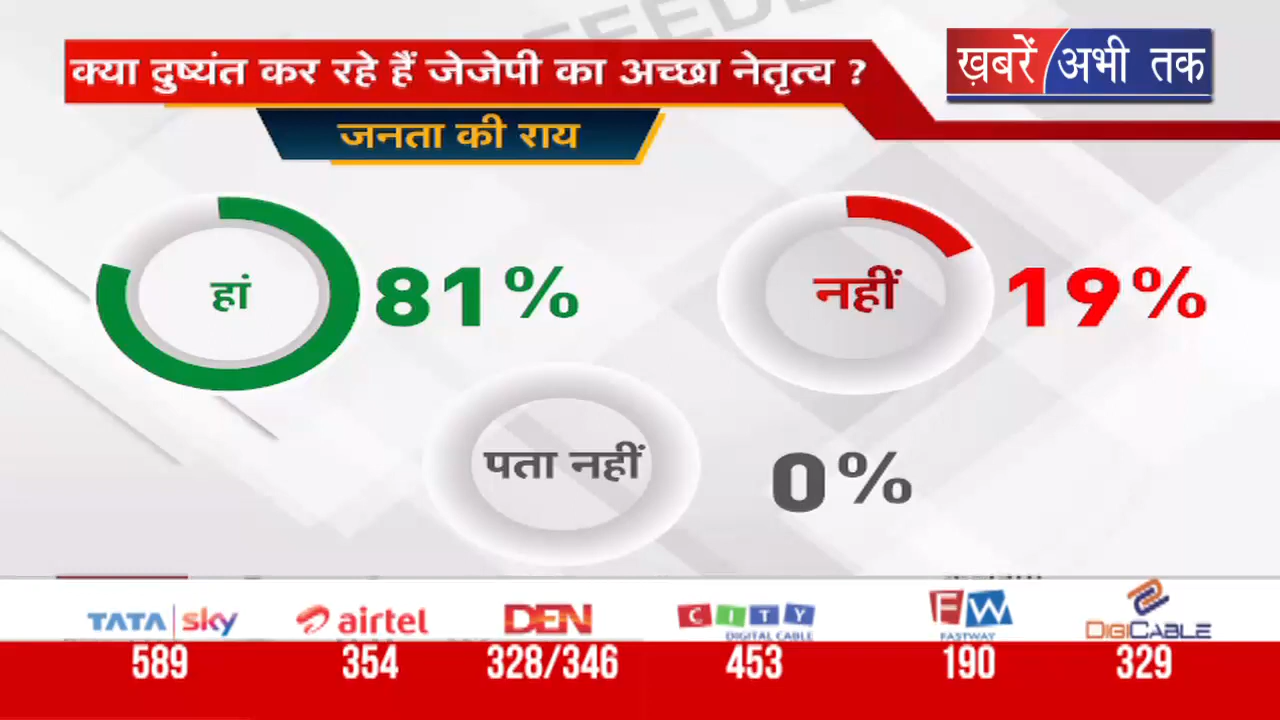 क्या दुष्यंत कर रहे हैं जेजेपी का अच्छा नेतृत्व ?
ख़बरें अभी तक
जनता की राय
हां
81%
नहीं
19%
पता नहीं
0%
TATA sky
airtel
DEN
CITY
DIGITAL CABLE
FW
FASTWAY
DIGICABLE
589
354
328/346
453
190
329